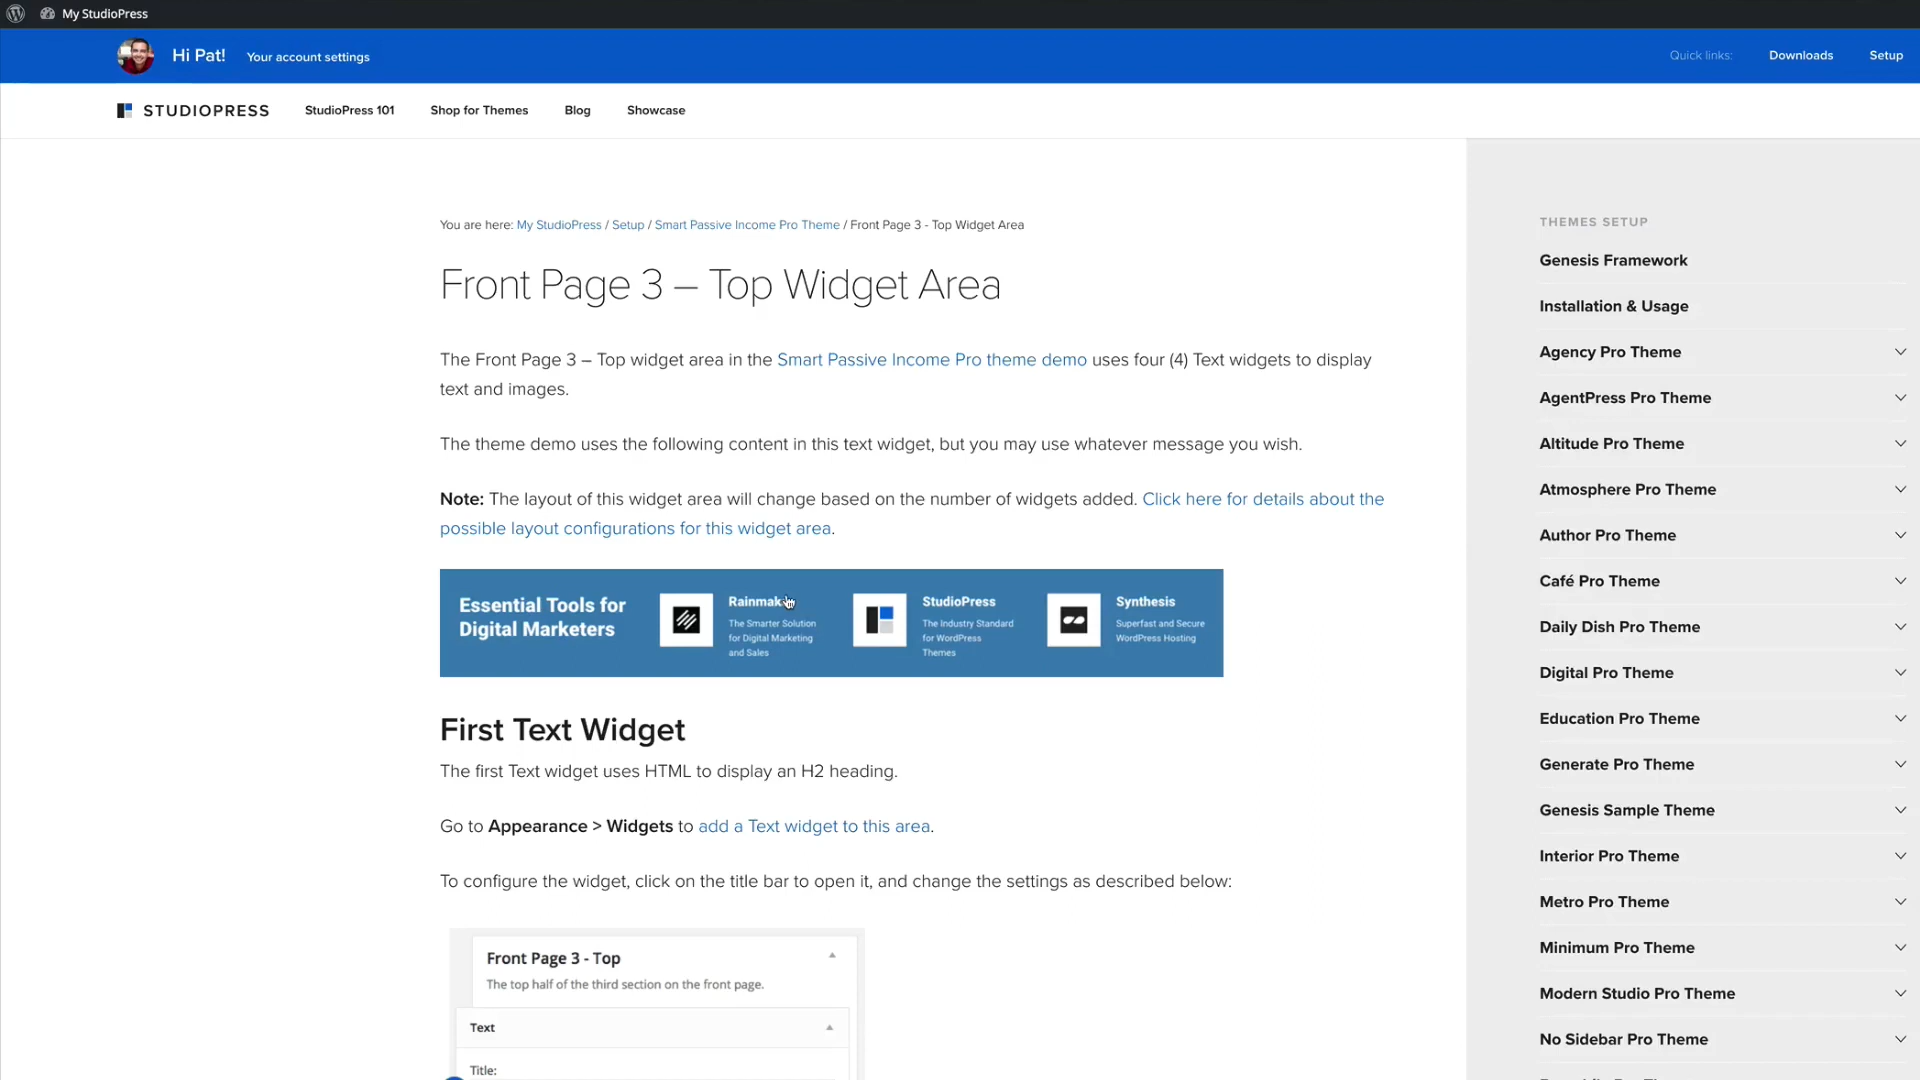 My StudioPress
Hi Pat! Your account settings Quick links: Downloads Setup
STUDIOPRESS StudioPress 101 Shop for Themes Blog Showcase
You are here: My StudioPress / Setup / Smart Passive Income Pro Theme / Front Page 3 - Top Widget Area
Front Page 3 – Top Widget Area
The Front Page 3 – Top widget area in the Smart Passive Income Pro theme demo uses four (4) Text widgets to display
text and images.
The theme demo uses the following content in this text widget, but you may use whatever message you wish.
Note: The layout of this widget area will change based on the number of widgets added. Click here for details about the
possible layout configurations for this widget area.
Essential Tools for
Digital Marketers
Rainmak
The Smarter Solution
for Digital Marketing
and Sales
StudioPress
The Industry Standard
for WordPress
Themes
Synthesis
Superfast and Secure
WordPress Hosting
First Text Widget
The first Text widget uses HTML to display an H2 heading.
Go to Appearance > Widgets to add a Text widget to this area.
To configure the widget, click on the title bar to open it, and change the settings as described below:
Front Page 3 - Top
The top half of the third section on the front page.
Text
Title:
THEMES SETUP
Genesis Framework
Installation & Usage
Agency Pro Theme
AgentPress Pro Theme
Altitude Pro Theme
Atmosphere Pro Theme
Author Pro Theme
Café Pro Theme
Daily Dish Pro Theme
Digital Pro Theme
Education Pro Theme
Generate Pro Theme
Genesis Sample Theme
Interior Pro Theme
Metro Pro Theme
Minimum Pro Theme
Modern Studio Pro Theme
No Sidebar Pro Theme